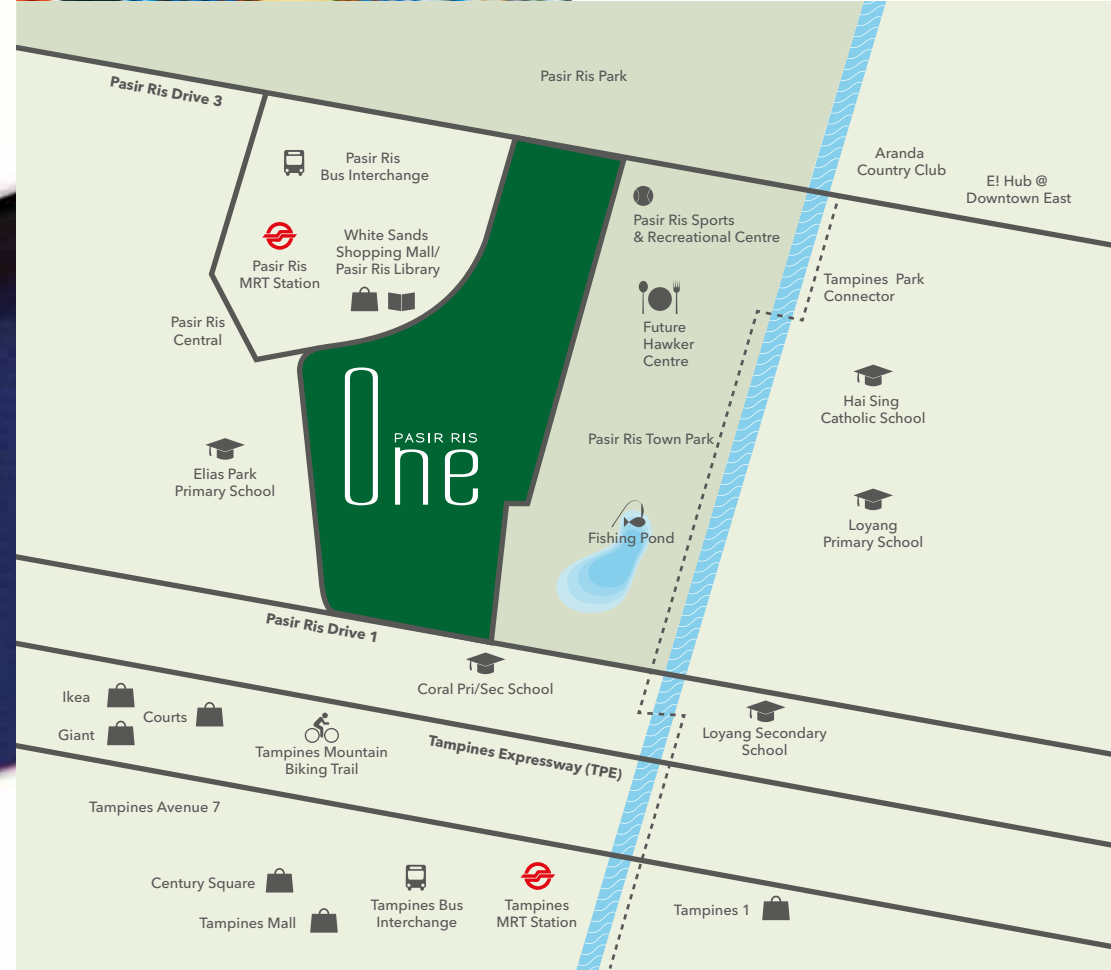 Pasir Ris Park
Pasir Ris Drive 3
Pasir Ris
Bus Interchange
Aranda
Country Club
E! Hub @
Downtown East
Pasir Ris Sports
& Recreational Centre
White Sands
Shopping Mall/
Pasir Ris Library
Pasir Ris
MRT Station
Tampines Park
Connector
Pasir Ris
Central
Future
Hawker
Centre
Hai Sing
Catholic School
PASIR RIS
One
Pasir Ris Town Park
Elias Park
Primary School
Loyang
Primary School
Fishing Pond
Pasir Ris Drive 1
Coral Pri/Sec School
Ikea
Courts
Giant
Tampines Mountain
Biking Trail
Tampines Expressway (TPE)
Loyang Secondary
School
Tampines Avenue 7
Century Square
Tampines Mall
Tampines Bus
Interchange
Tampines
MRT Station
Tampines 1